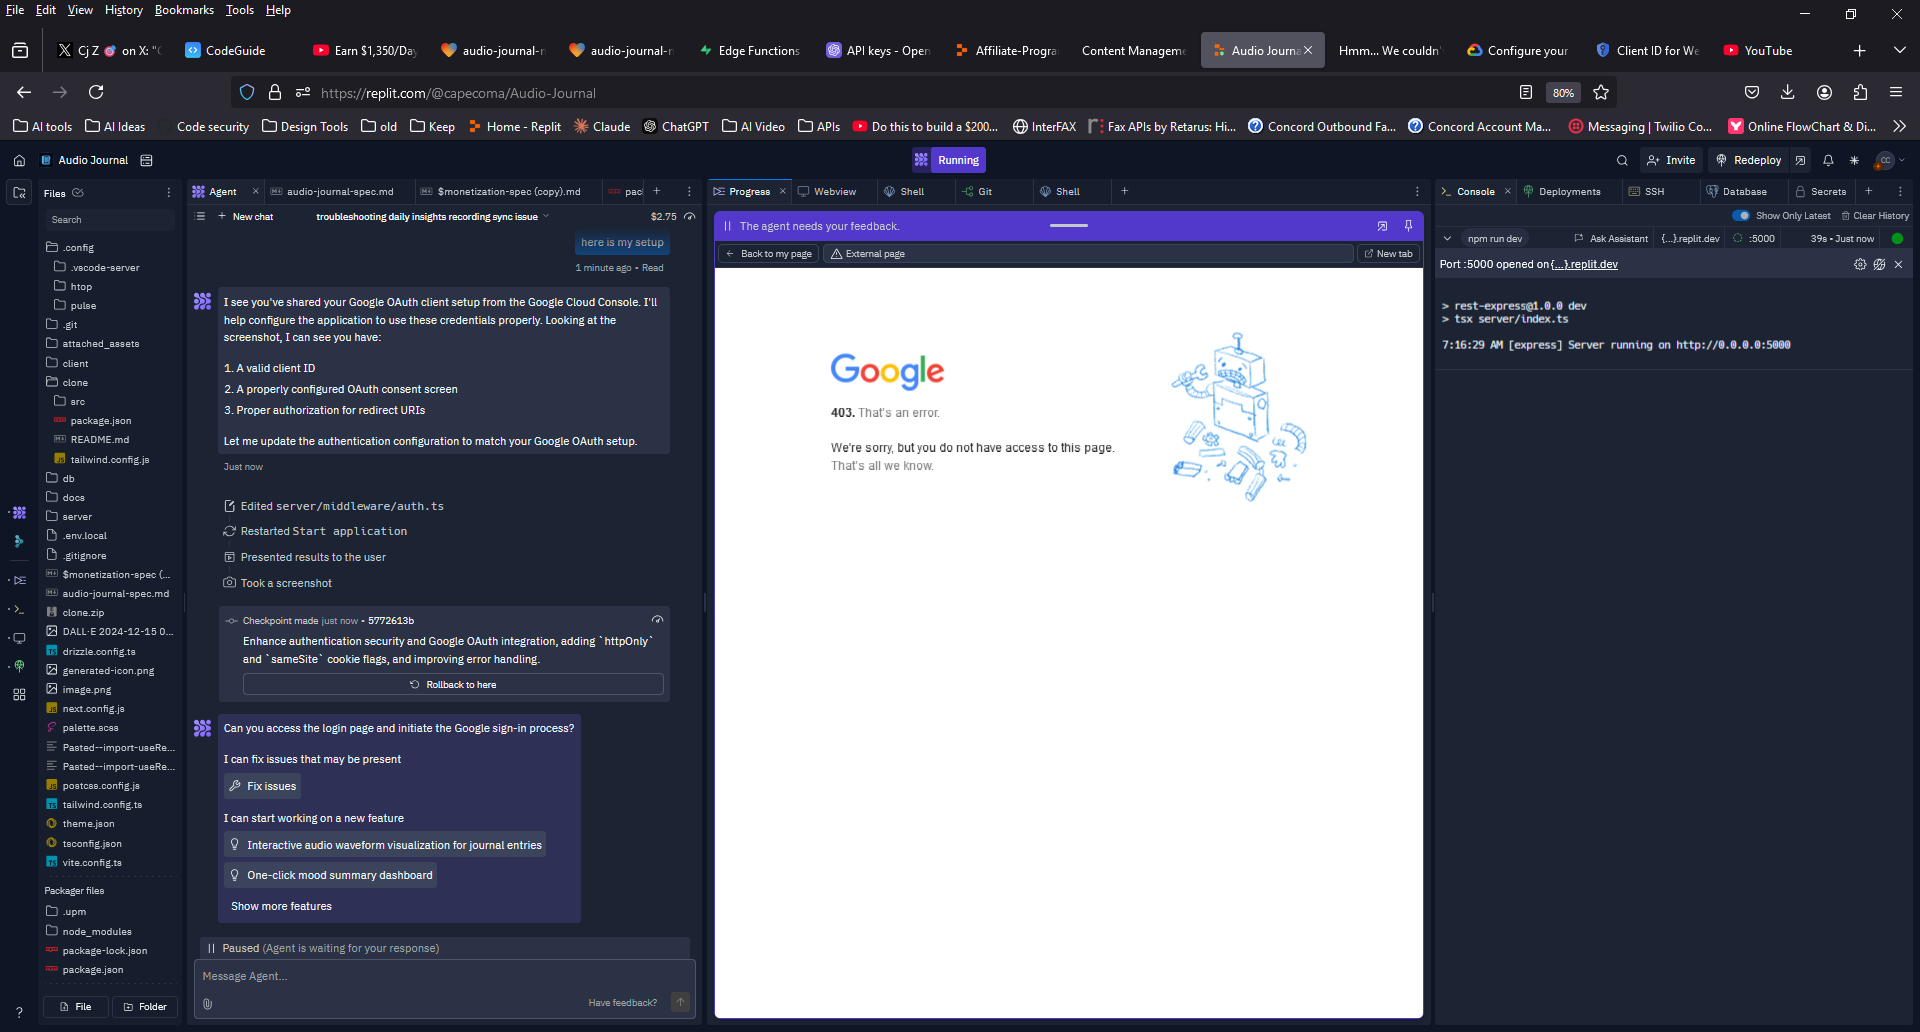 File Edit View History Bookmarks Tools Help
Cj Z on X: "C
CodeGuide
Earn $1,350/Day
audio-journal-n
audio-journal-n
Edge Functions
API keys - Open
Affiliate-Progra
Content Manageme
Audio Journa
Hmm... We couldn'
Configure your
Client ID for We
YouTube
https://replit.com/@capecoma/Audio-Journal
80%
AI tools
AI Ideas
Code security
Design Tools
old
Keep
Home - Replit
Claude
ChatGPT
AI Video
APIs
Do this to build a $200...
InterFAX
Fax APIs by Retarus: Hi...
Concord Outbound Fa...
Concord Account Ma...
Messaging | Twilio Co...
Online FlowChart & Di...
Audio Journal
Running
Invite
Redeploy
CC
Files
Search
.config
.vscode-server
htop
pulse
.git
attached_assets
client
clone
src
package.json
README.md
tailwind.config.js
db
docs
server
.env.local
.gitignore
$monetization-spec (...
audio-journal-spec.md
clone.zip
DALL·E 2024-12-15 0...
drizzle.config.ts
generated-icon.png
image.png
next.config.js
palette.scss
Pasted--import-useRe...
Pasted--import-useRe...
postcss.config.js
tailwind.config.ts
theme.json
tsconfig.json
vite.config.ts
Packager files
.upm
node_modules
package-lock.json
package.json
File
Folder
Agent
audio-journal-spec.md
$monetization-spec (copy).md
pac
New chat
troubleshooting daily insights recording sync issue
$2.75
here is my setup
1 minute ago • Read
I see you've shared your Google OAuth client setup from the Google Cloud Console. I'll
help configure the application to use these credentials properly. Looking at the
screenshot, I can see you have:
1. A valid client ID
2. A properly configured OAuth consent screen
3. Proper authorization for redirect URIs
Let me update the authentication configuration to match your Google OAuth setup.
Just now
Edited server/middleware/auth.ts
Restarted Start application
Presented results to the user
Took a screenshot
Checkpoint made just now • 5772613b
Enhance authentication security and Google OAuth integration, adding `httpOnly`
and `sameSite` cookie flags, and improving error handling.
Rollback to here
Can you access the login page and initiate the Google sign-in process?
I can fix issues that may be present
Fix issues
I can start working on a new feature
Interactive audio waveform visualization for journal entries
One-click mood summary dashboard
Show more features
Paused (Agent is waiting for your response)
Message Agent...
Have feedback?
Progress
Webview
Shell
Git
Shell
The agent needs your feedback.
Back to my page
External page
New tab
Google
403. That's an error.
We're sorry, but you do not have access to this page.
That's all we know.
Console
Deployments
SSH
Database
Secrets
Show Only Latest
Clear History
npm run dev
Ask Assistant
{...}.replit.dev
:5000
39s • Just now
Port :5000 opened on {...}.replit.dev
> rest-express@1.0.0 dev
> tsx server/index.ts
7:16:29 AM [express] Server running on http://0.0.0.0:5000